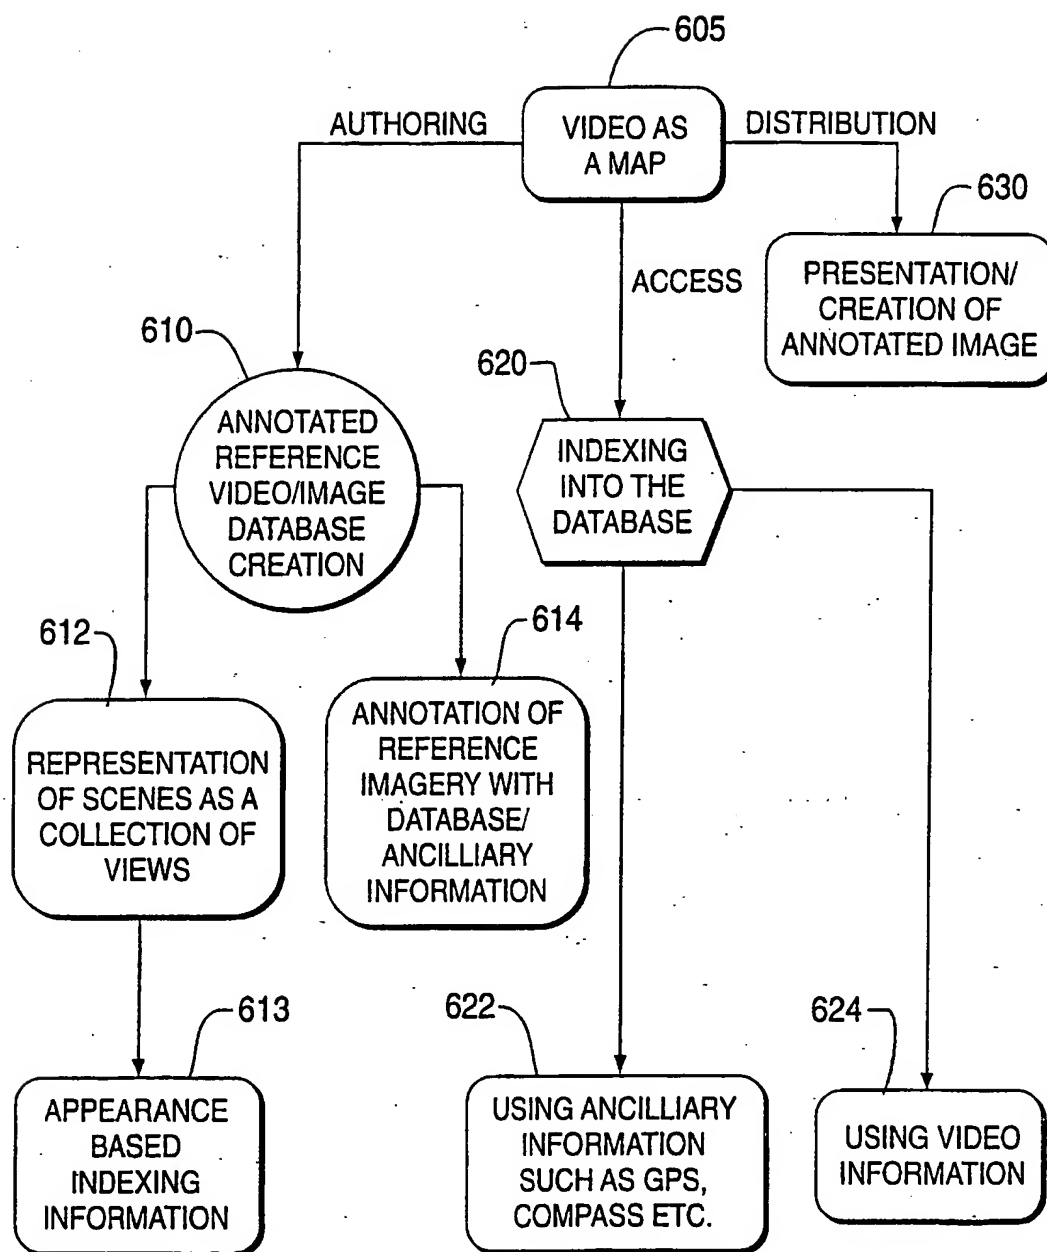 605
AUTHORING
VIDEO AS
A MAP
DISTRIBUTION
630
PRESENTATION/
CREATION OF
ANNOTATED IMAGE
ACCESS
610
ANNOTATED
REFERENCE
VIDEO/IMAGE
DATABASE
CREATION
620
INDEXING
INTO THE
DATABASE
612
REPRESENTATION
OF SCENES AS A
COLLECTION OF
VIEWS
614
ANNOTATION OF
REFERENCE
IMAGERY WITH
DATABASE/
ANCILLIARY
INFORMATION
613
APPEARANCE
BASED
INDEXING
INFORMATION
622
USING ANCILLIARY
INFORMATION
SUCH AS GPS,
COMPASS ETC.
624
USING VIDEO
INFORMATION